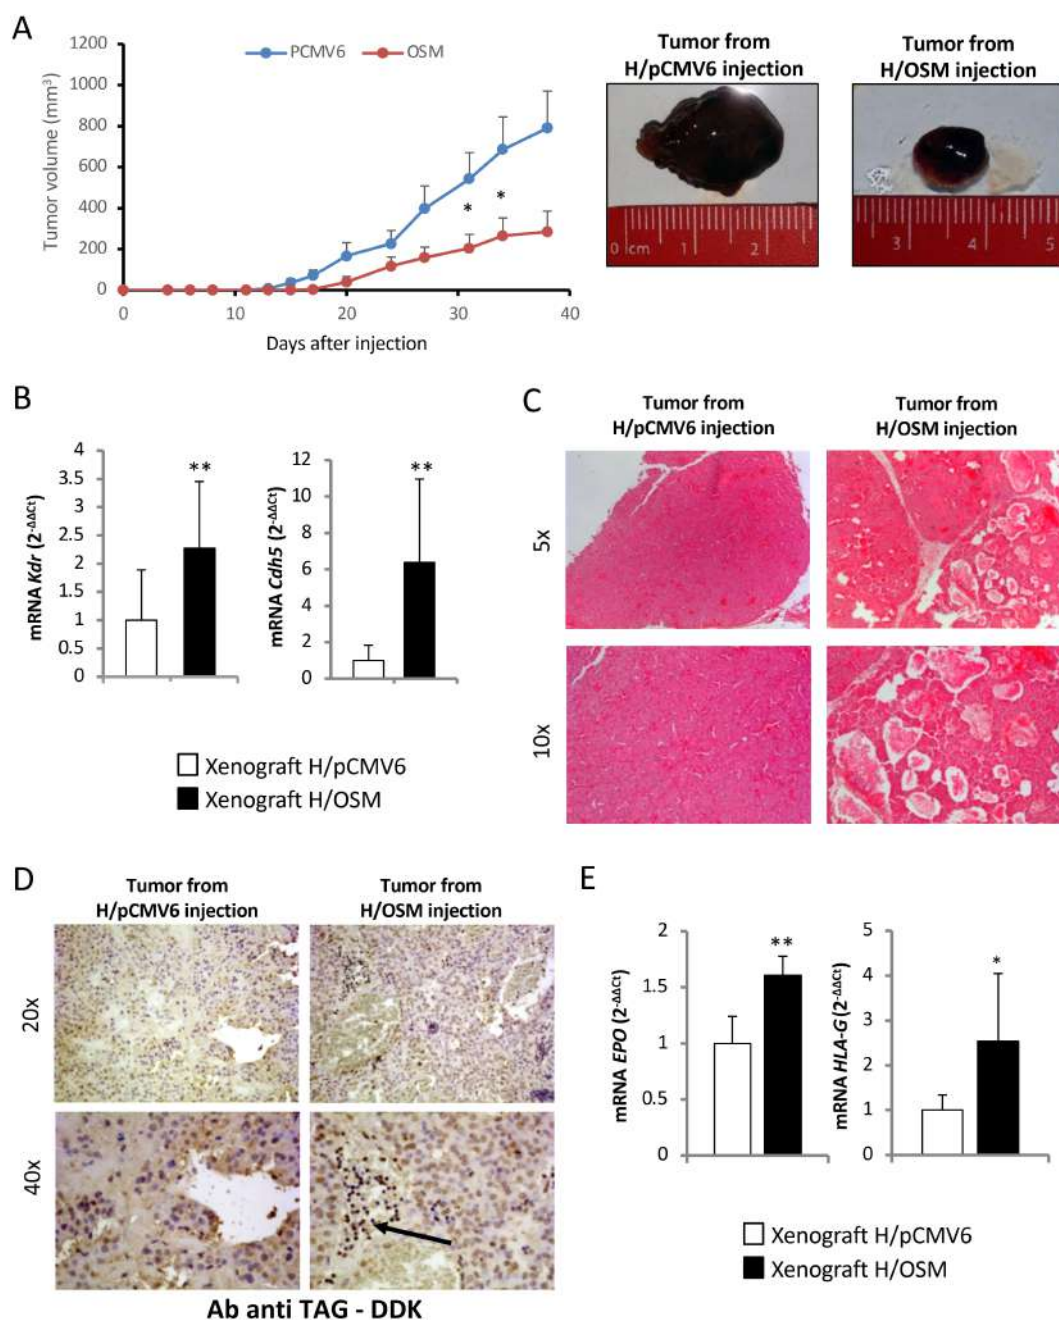 A
1200
1000
800
600
400
200
0
Tumor volume (mm³)
PCMV6
OSM
*
*
0
10
20
30
40
Days after injection
Tumor from
H/pCMV6 injection
0 cm 1 2
Tumor from
H/OSM injection
3 4 5
B
4
3.5
3
2.5
2
1.5
1
0.5
0
mRNA Kdr (2-ΔΔCt)
**
12
10
8
6
4
2
0
mRNA Cdh5 (2-ΔΔCt)
**
Xenograft H/pCMV6
Xenograft H/OSM
C
Tumor from
H/pCMV6 injection
Tumor from
H/OSM injection
5x
10x
D
Tumor from
H/pCMV6 injection
Tumor from
H/OSM injection
20x
40x
Ab anti TAG - DDK
E
2
1.5
1
0.5
0
mRNA EPO (2-ΔΔCt)
**
5
4
3
2
1
0
mRNA HLA-G (2-ΔΔCt)
*
Xenograft H/pCMV6
Xenograft H/OSM